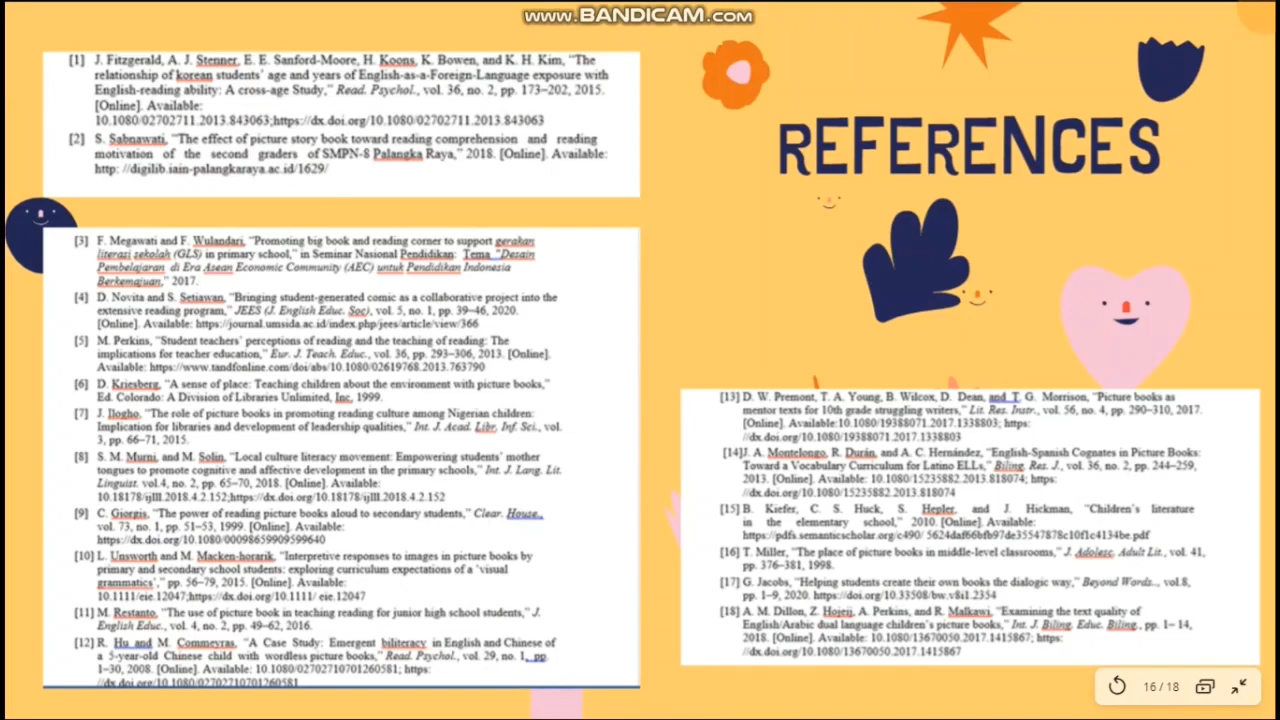 www.BANDICAM.com
[1] J. Fitzgerald, A. J. Stenner, E. E. Sanford-Moore, H. Koons, K. Bowen, and K. H. Kim, “The
relationship of korean students’ age and years of English-as-a-Foreign-Language exposure with
English-reading ability: A cross-age Study,” Read. Psychol., vol. 36, no. 2, pp. 173–202, 2015.
[Online]. Available:
10.1080/02702711.2013.843063;https://dx.doi.org/10.1080/02702711.2013.843063
[2] S. Sabnawati, “The effect of picture story book toward reading comprehension and reading
motivation of the second graders of SMPN-8 Palangka Raya,” 2018. [Online]. Available:
http: //digilib.iain-palangkaraya.ac.id/1629/
[3] F. Megawati and F. Wulandari, “Promoting big book and reading corner to support gerakan
literasi sekolah (GLS) in primary school,” in Seminar Nasional Pendidikan: Tema "Desain
Pembelajaran di Era Asean Economic Community (AEC) untuk Pendidikan Indonesia
Berkemajuan,” 2017.
[4] D. Novita and S. Setiawan, “Bringing student-generated comic as a collaborative project into the
extensive reading program,” JEES (J. English Educ. Soc), vol. 5, no. 1, pp. 39–46, 2020.
[Online]. Available: https://journal.umsida.ac.id/index.php/jees/article/view/366
[5] M. Perkins, “Student teachers’ perceptions of reading and the teaching of reading: The
implications for teacher education,” Eur. J. Teach. Educ., vol. 36, pp. 293–306, 2013. [Online].
Available: https://www.tandfonline.com/doi/abs/10.1080/02619768.2013.763790
[6] D. Kriesberg, “A sense of place: Teaching children about the environment with picture books,”
Ed. Colorado: A Division of Libraries Unlimited, Inc, 1999.
[7] J. Ilogho, “The role of picture books in promoting reading culture among Nigerian children:
Implication for libraries and development of leadership qualities,” Int. J. Acad. Libr. Inf. Sci., vol.
3, pp. 66–71, 2015.
[8] S. M. Murni, and M. Solin, “Local culture literacy movement: Empowering students’ mother
tongues to promote cognitive and affective development in the primary schools,” Int. J. Lang. Lit.
Linguist. vol.4, no. 2, pp. 65–70, 2018. [Online]. Available:
10.18178/ijlll.2018.4.2.152;https://dx.doi.org/10.18178/ijlll.2018.4.2.152
[9] C. Giorgis, “The power of reading picture books aloud to secondary students,” Clear. House.,
vol. 73, no. 1, pp. 51–53, 1999. [Online]. Available:
https://dx.doi.org/10.1080/00098659909599640
[10] L. Unsworth and M. Macken-horarik, “Interpretive responses to images in picture books by
primary and secondary school students: exploring curriculum expectations of a ‘visual
grammatics’,” pp. 56–79, 2015. [Online]. Available:
10.1111/eie.12047;https://dx.doi.org/10.1111/ eie.12047
[11] M. Restanto, “The use of picture book in teaching reading for junior high school students,” J.
English Educ., vol. 4, no. 2, pp. 49–62, 2016.
[12] R. Hu and M. Commeyras, “A Case Study: Emergent biliteracy in English and Chinese of
a 5-year-old Chinese child with wordless picture books,” Read. Psychol., vol. 29, no. 1, pp.
1–30, 2008. [Online]. Available: 10.1080/02702710701260581; https:
//dx.doi.org/10.1080/02702710701260581
REFERENCES
[13] D. W. Premont, T. A. Young, B. Wilcox, D. Dean, and T. G. Morrison, “Picture books as
mentor texts for 10th grade struggling writers,” Lit. Res. Instr., vol. 56, no. 4, pp. 290–310, 2017.
[Online]. Available:10.1080/19388071.2017.1338803; https:
//dx.doi.org/10.1080/19388071.2017.1338803
[14]J. A. Montelongo, R. Durán, and A. C. Hernández, “English-Spanish Cognates in Picture Books:
Toward a Vocabulary Curriculum for Latino ELLs,” Biling. Res. J., vol. 36, no. 2, pp. 244–259,
2013. [Online]. Available: 10.1080/15235882.2013.818074; https:
//dx.doi.org/10.1080/15235882.2013.818074
[15] B. Kiefer, C. S. Huck, S. Hepler, and J. Hickman, “Children’s literature
in the elementary school,” 2010. [Online]. Available:
https://pdfs.semanticscholar.org/c490/ 5624daf66bfb97de35547878c10f1c4134be.pdf
[16] T. Miller, “The place of picture books in middle-level classrooms,” J. Adolesc. Adult Lit., vol. 41,
pp. 376–381, 1998.
[17] G. Jacobs, “Helping students create their own books the dialogic way,” Beyond Words.., vol.8,
pp. 1–9, 2020. https://doi.org/10.33508/bw.v8i1.2354
[18] A. M. Dillon, Z. Hojeij, A. Perkins, and R. Malkawi, “Examining the text quality of
English/Arabic dual language children’s picture books,” Int. J. Biling. Educ. Biling., pp. 1– 14,
2018. [Online]. Available: 10.1080/13670050.2017.1415867; https:
//dx.doi.org/10.1080/13670050.2017.1415867
16 / 18